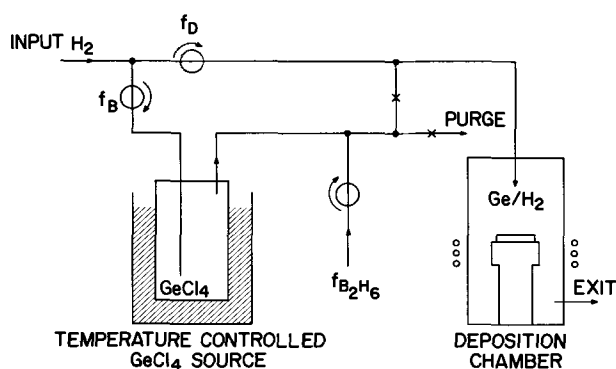 INPUT H2
fD
fB
PURGE
Ge/H2
GeCl4
fB2H6
EXIT
TEMPERATURE CONTROLLED
GeCl4 SOURCE
DEPOSITION
CHAMBER